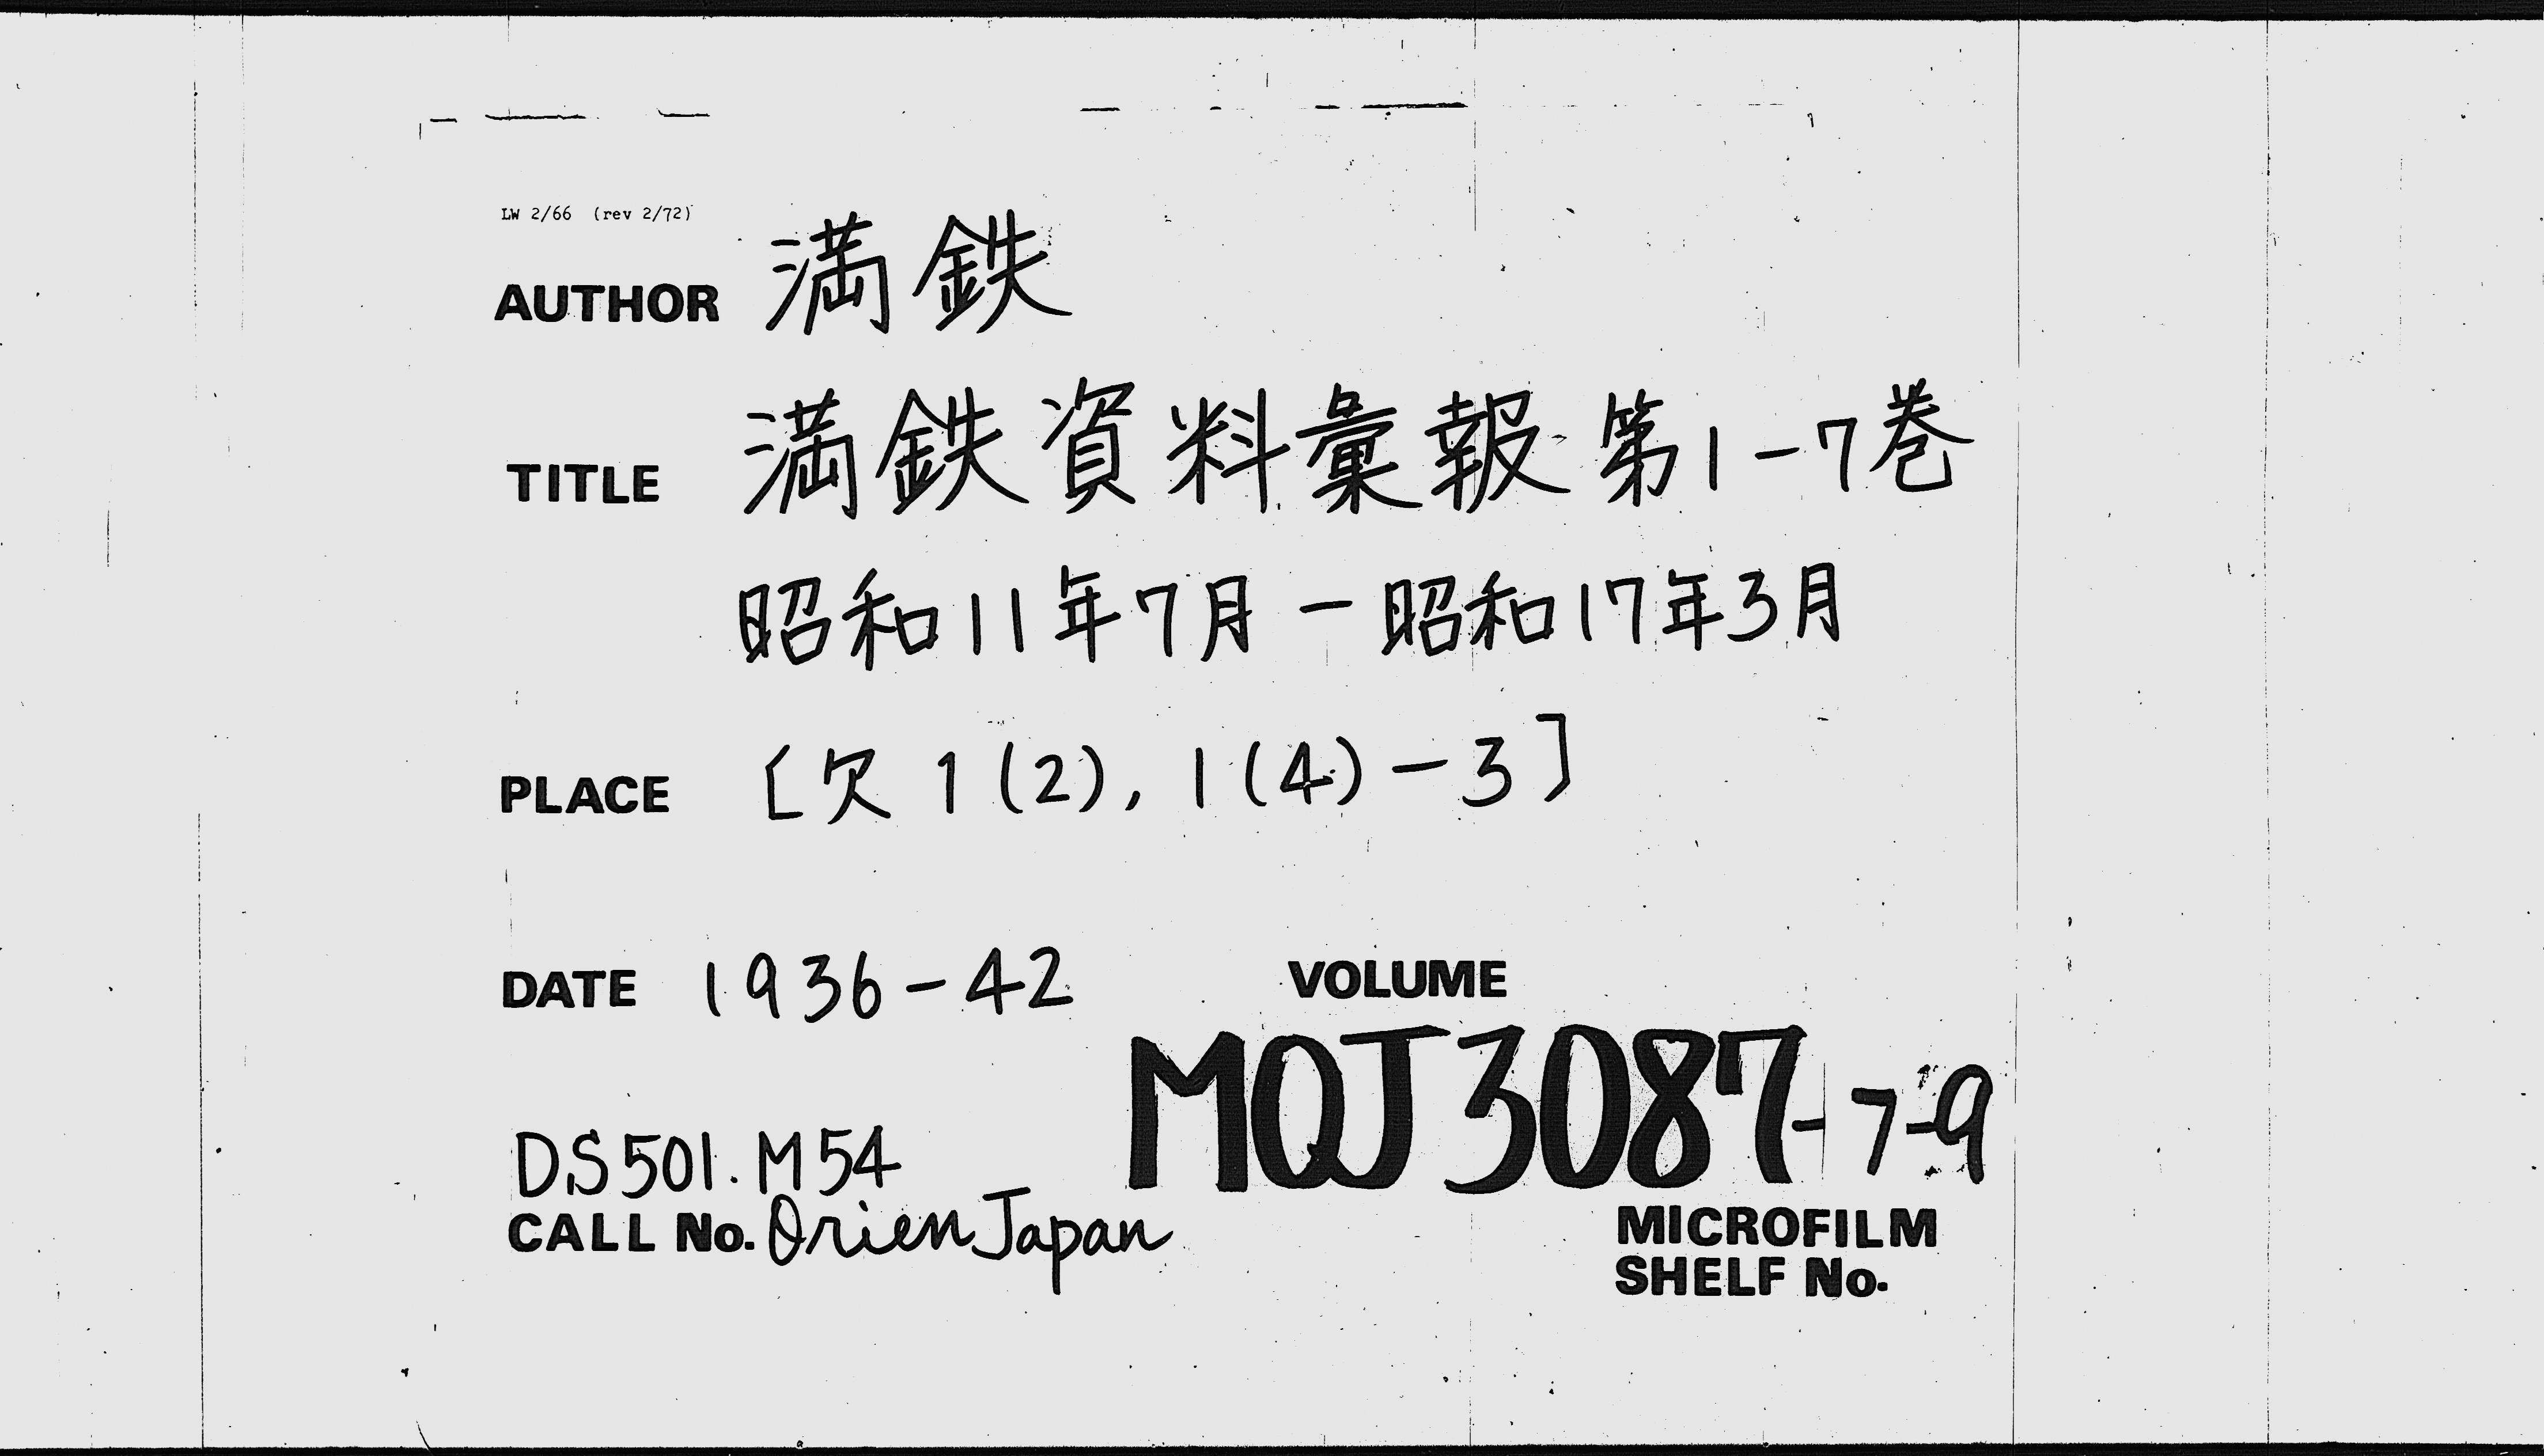 LW 2/66 (rev 2/72)
AUTHOR 満鉄
TITLE 満鉄資料彙報 第1-7巻
昭和11年7月-昭和17年3月
PLACE [欠 1(2), 1(4)-3]
DATE 1936-42 VOLUME
MOJ3087-7-9
DS501.M54
CALL No. Orien Japan
MICROFILM
SHELF No.